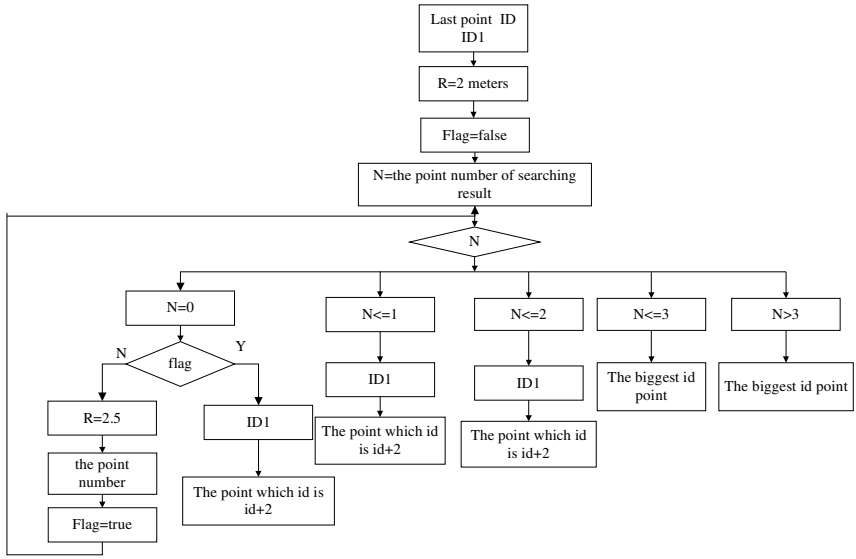 Last point ID
ID1
R=2 meters
Flag=false
N=the point number of searching
result
N
N=0
N<=1
N<=2
N<=3
N>3
N
flag
Y
ID1
ID1
The biggest id
point
The biggest id point
R=2.5
ID1
The point which id
is id+2
The point which id
is id+2
the point
number
The point which id is
id+2
Flag=true